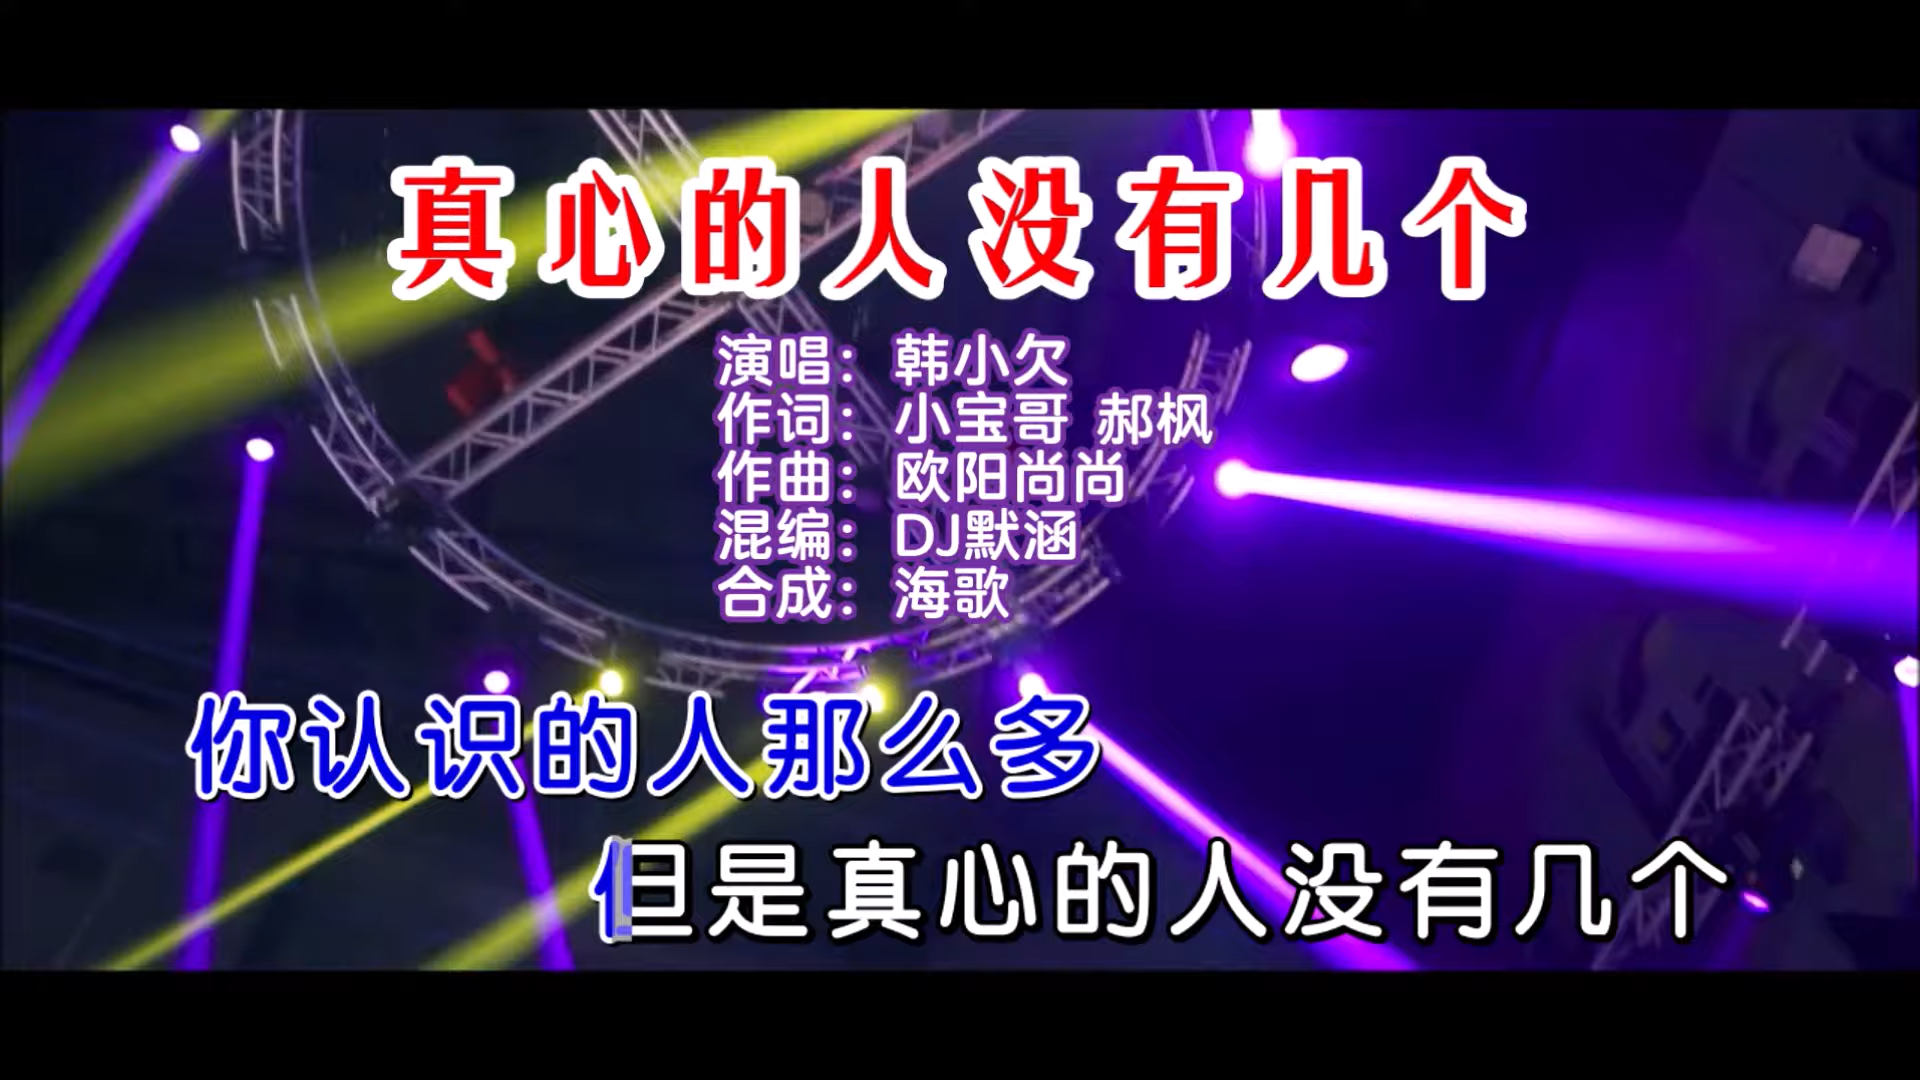 真心的人没有几个
演唱：韩小欠
作词：小宝哥 郝枫
作曲：欧阳尚尚
混编：DJ默涵
合成：海歌
你认识的人那么多
但是真心的人没有几个